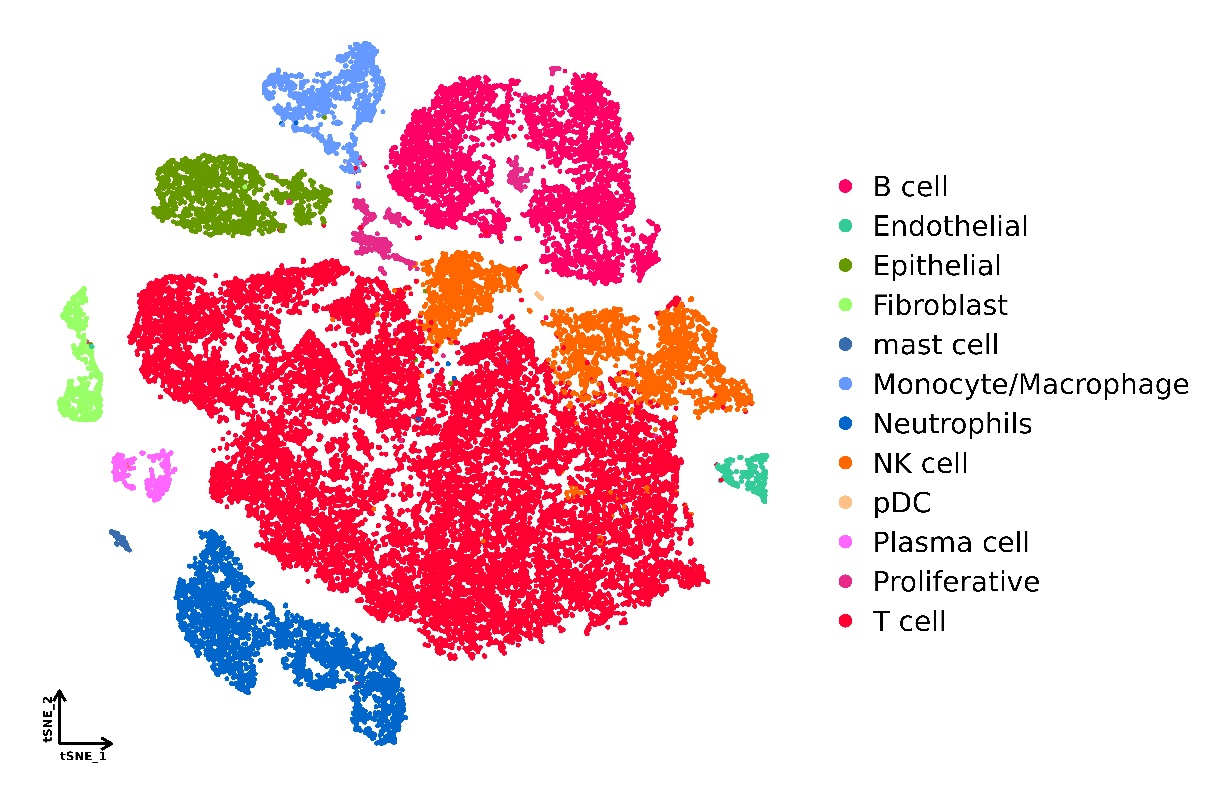 B cell
Endothelial
Epithelial
Fibroblast
mast cell
Monocyte/Macrophage
Neutrophils
NK cell
pDC
Plasma cell
Proliferative
T cell
tSNE_2
tSNE_1